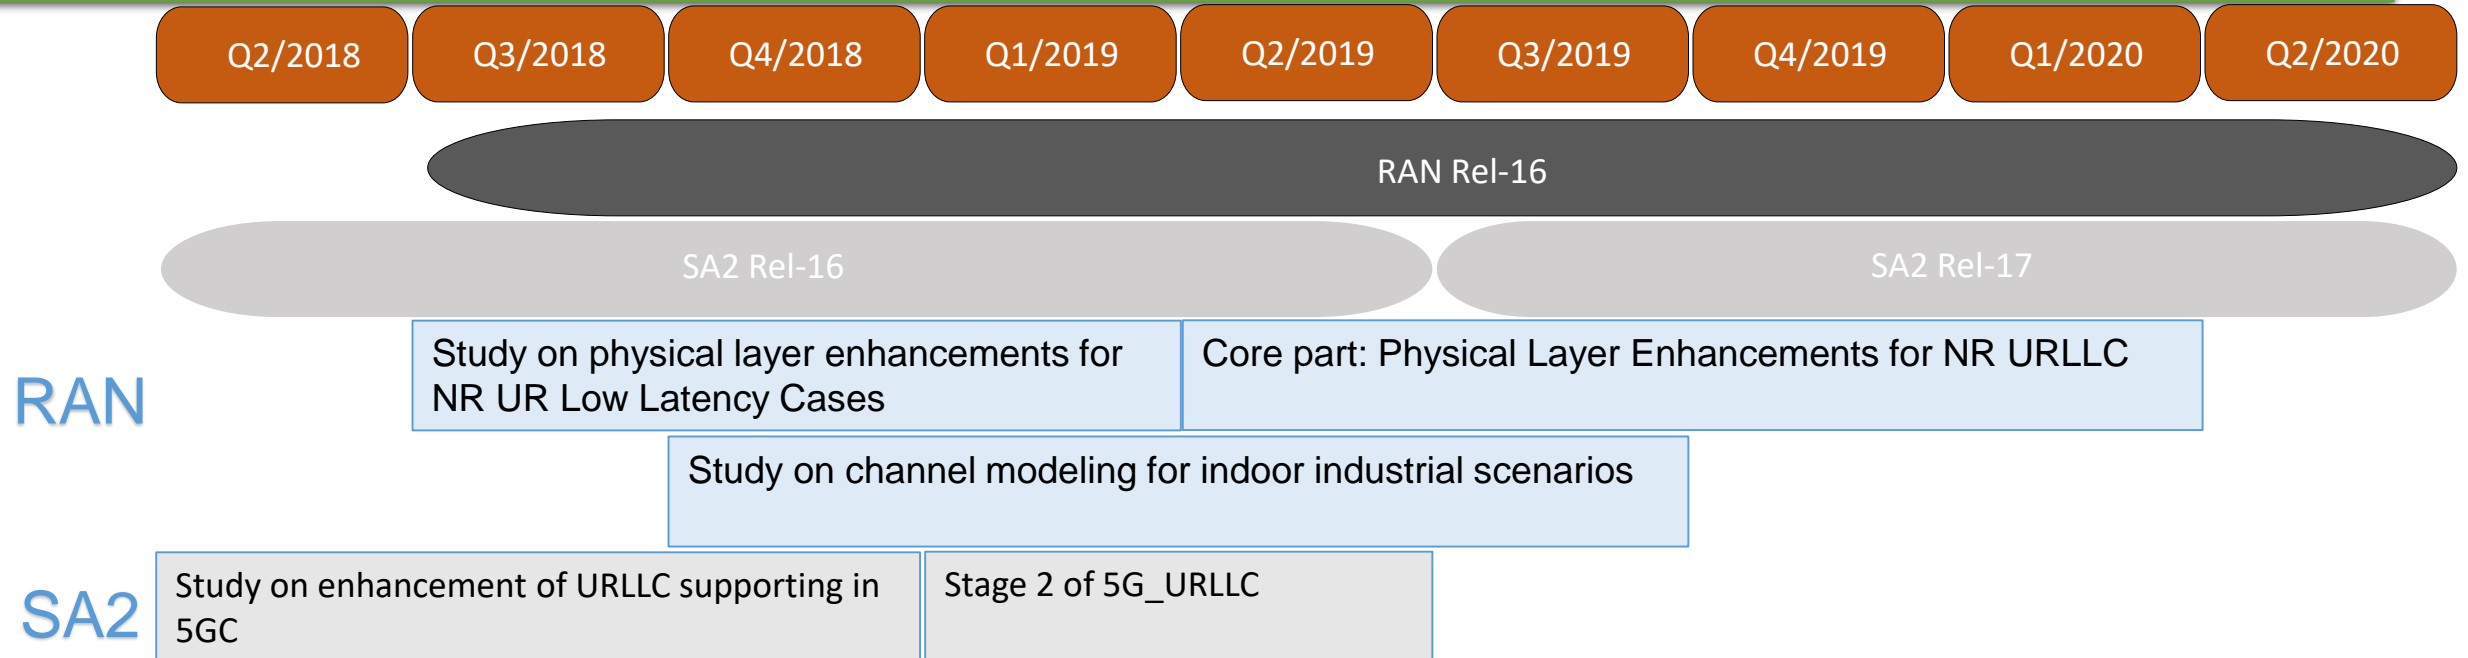 Q2/2018 Q3/2018 Q4/2018 Q1/2019 Q2/2019 Q3/2019 Q4/2019 Q1/2020 Q2/2020
RAN Rel-16
SA2 Rel-16
SA2 Rel-17
RAN
Study on physical layer enhancements for
NR UR Low Latency Cases
Core part: Physical Layer Enhancements for NR URLLC
Study on channel modeling for indoor industrial scenarios
SA2
Study on enhancement of URLLC supporting in
5GC
Stage 2 of 5G_URLLC